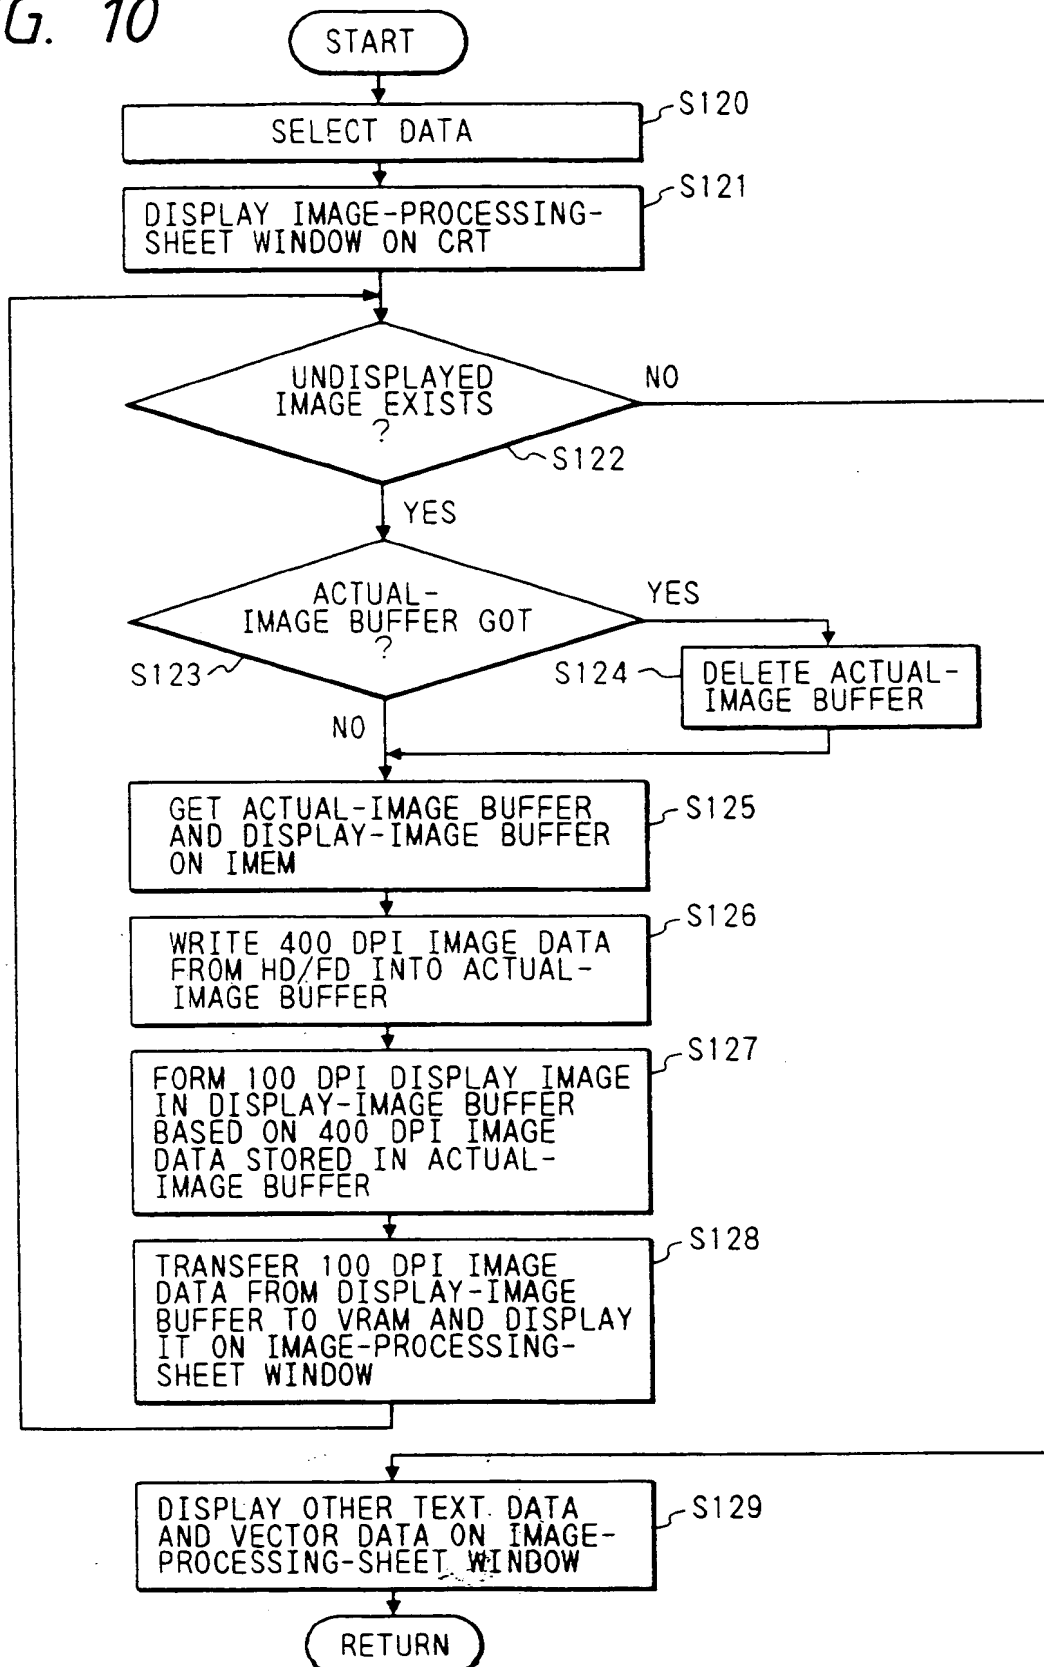 G. 10
START
SELECT DATA
S120
DISPLAY IMAGE-PROCESSING-
SHEET WINDOW ON CRT
S121
UNDISPLAYED
IMAGE EXISTS
?
NO
S122
YES
ACTUAL-
IMAGE BUFFER GOT
?
YES
S123
S124
DELETE ACTUAL-
IMAGE BUFFER
NO
GET ACTUAL-IMAGE BUFFER
AND DISPLAY-IMAGE BUFFER
ON IMEM
S125
WRITE 400 DPI IMAGE DATA
FROM HD/FD INTO ACTUAL-
IMAGE BUFFER
S126
FORM 100 DPI DISPLAY IMAGE
IN DISPLAY-IMAGE BUFFER
BASED ON 400 DPI IMAGE
DATA STORED IN ACTUAL-
IMAGE BUFFER
S127
TRANSFER 100 DPI IMAGE
DATA FROM DISPLAY-IMAGE
BUFFER TO VRAM AND DISPLAY
IT ON IMAGE-PROCESSING-
SHEET WINDOW
S128
DISPLAY OTHER TEXT DATA
AND VECTOR DATA ON IMAGE-
PROCESSING-SHEET WINDOW
S129
RETURN